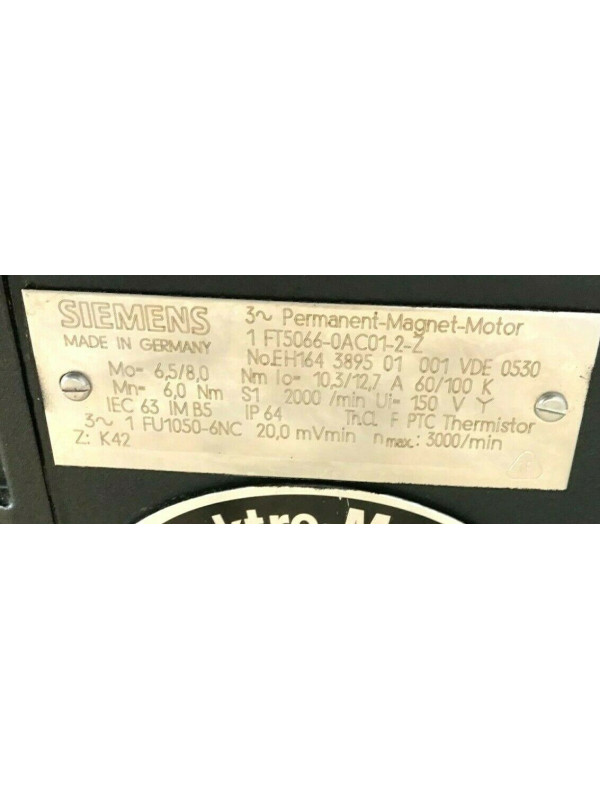 SIEMENS
MADE IN GERMANY
3~ Permanent-Magnet-Motor
1 FT5066-0AC01-2-Z
No.EH164 3895 01 001 VDE 0530
Mo= 6,5/8,0 Nm Io= 10,3/12,7 A 60/100 K
Mn= 6,0 Nm S1 2000 /min Ui= 150 V Y
IEC 63 IM B5 IP 64 Th.Cl. F PTC Thermistor
3~ 1 FU1050-6NC 20,0 mVmin nmax.: 3000/min
Z: K42